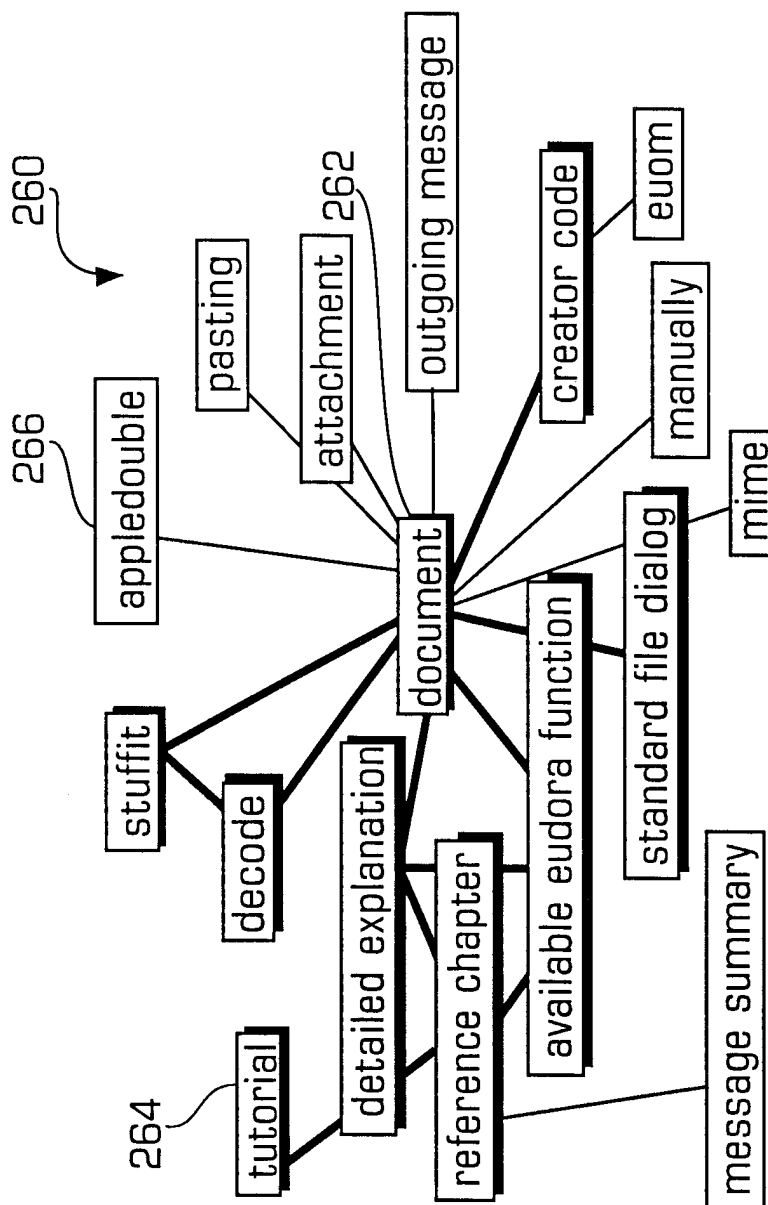 260
266
appledouble
pasting
attachment
262
outgoing message
stuffit
decode
document
creator code
euom
264
tutorial
detailed explanation
reference chapter
available eudora function
standard file dialog
manually
mime
message summary